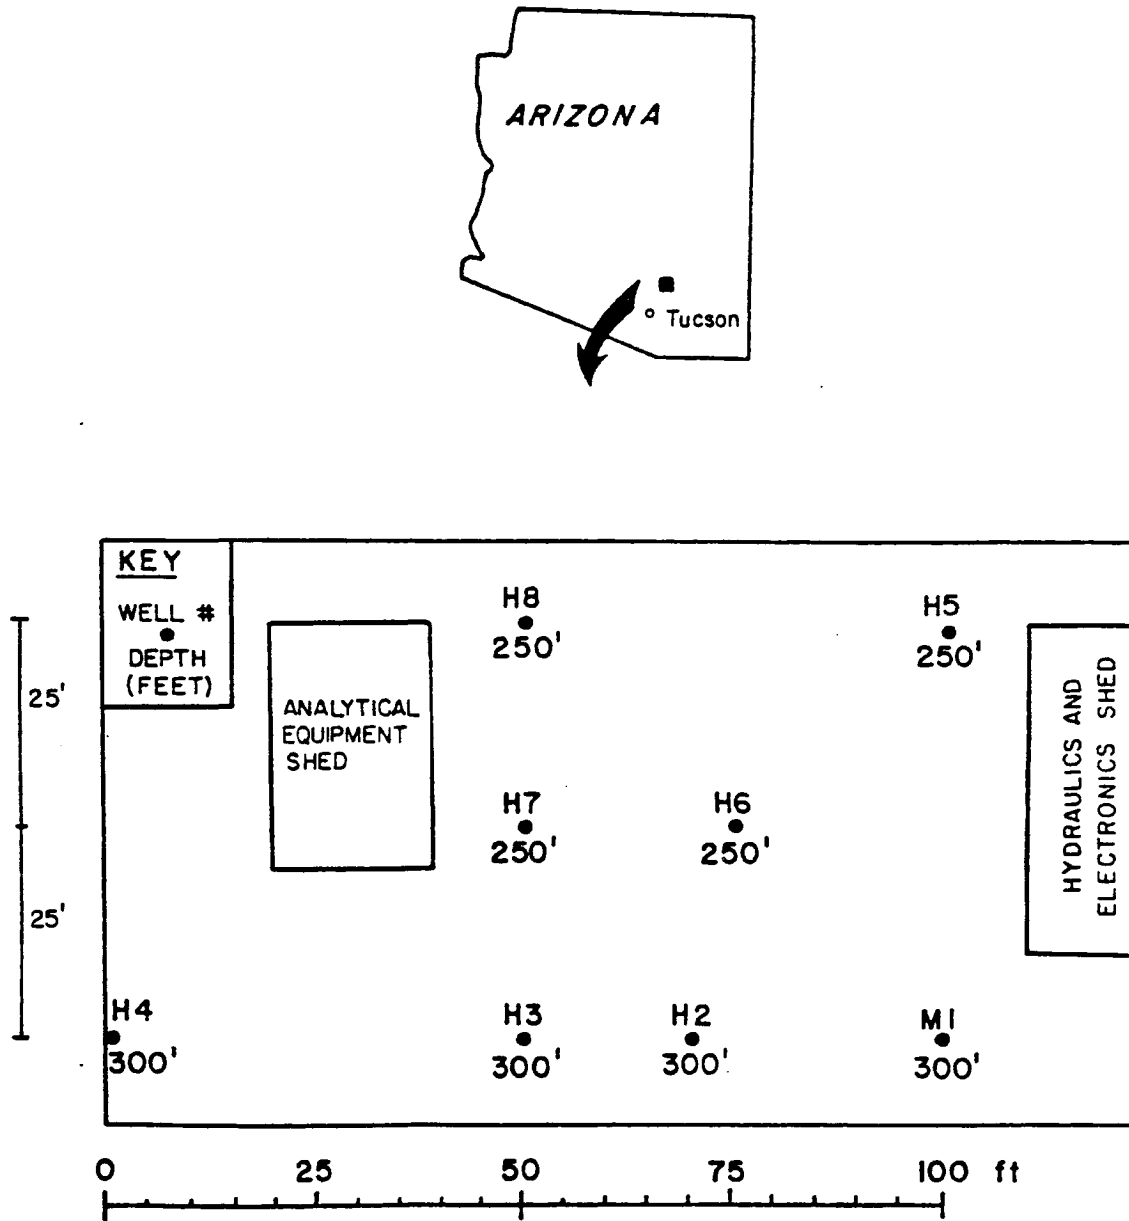 ARIZONA
Tucson
KEY
WELL #
DEPTH
(FEET)
H8
250'
H5
250'
25'
ANALYTICAL
EQUIPMENT
SHED
HYDRAULICS AND
ELECTRONICS SHED
H7
250'
H6
250'
25'
H4
300'
H3
300'
H2
300'
M1
300'
0 25 50 75 100 ft